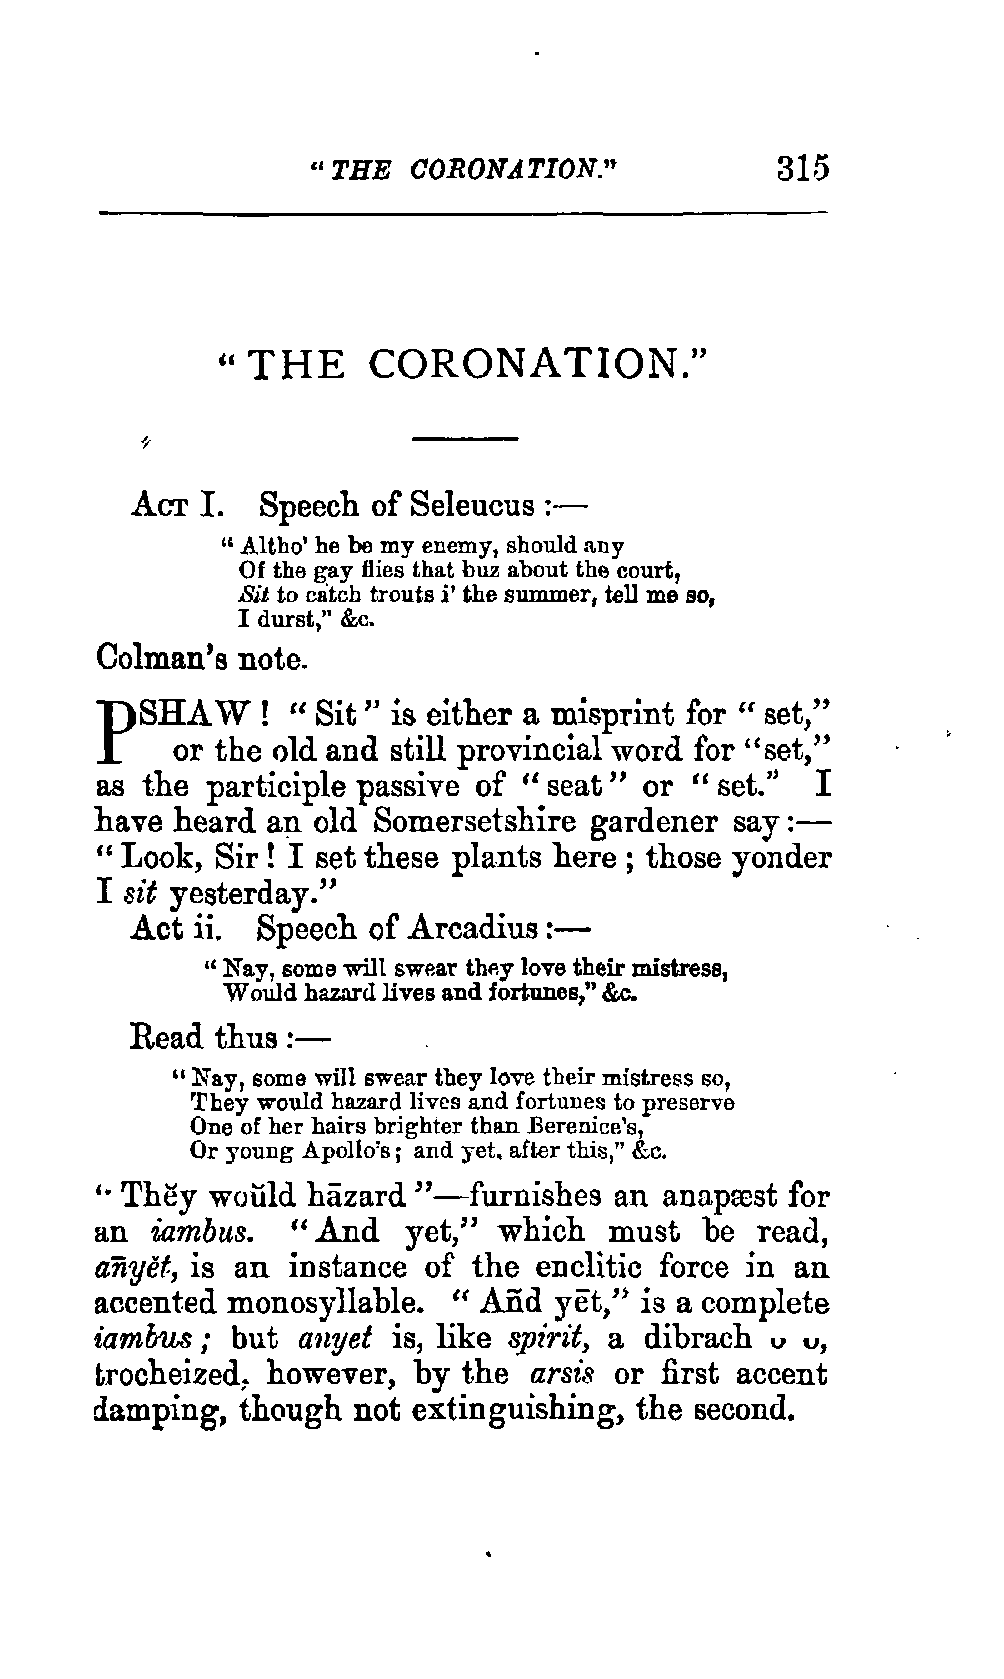 "THE CORONATION." 315
"THE CORONATION."
ACT I. Speech of Seleucus :—
"Altho' he be my enemy, should any
Of the gay flies that buz about the court,
Sit to catch trouts i' the summer, tell me so,
I durst," &c.
Colman's note.
PSHAW! "Sit" is either a misprint for "set,"
or the old and still provincial word for "set,"
as the participle passive of "seat" or "set." I
have heard an old Somersetshire gardener say :—
"Look, Sir! I set these plants here; those yonder
I sit yesterday."
Act ii. Speech of Arcadius :—
"Nay, some will swear they love their mistress,
Would hazard lives and fortunes," &c.
Read thus :—
"Nay, some will swear they love their mistress so,
They would hazard lives and fortunes to preserve
One of her hairs brighter than Berenice's,
Or young Apollo's; and yet, after this," &c.
"Thĕy woŭld hāzard"—furnishes an anapæst for
an iambus. "And yet," which must be read,
an̄yĕt, is an instance of the enclitic force in an
accented monosyllable. "An̆d yēt," is a complete
iambus; but anyet is, like spirit, a dibrach ᴗ ᴗ,
trocheized, however, by the arsis or first accent
damping, though not extinguishing, the second.